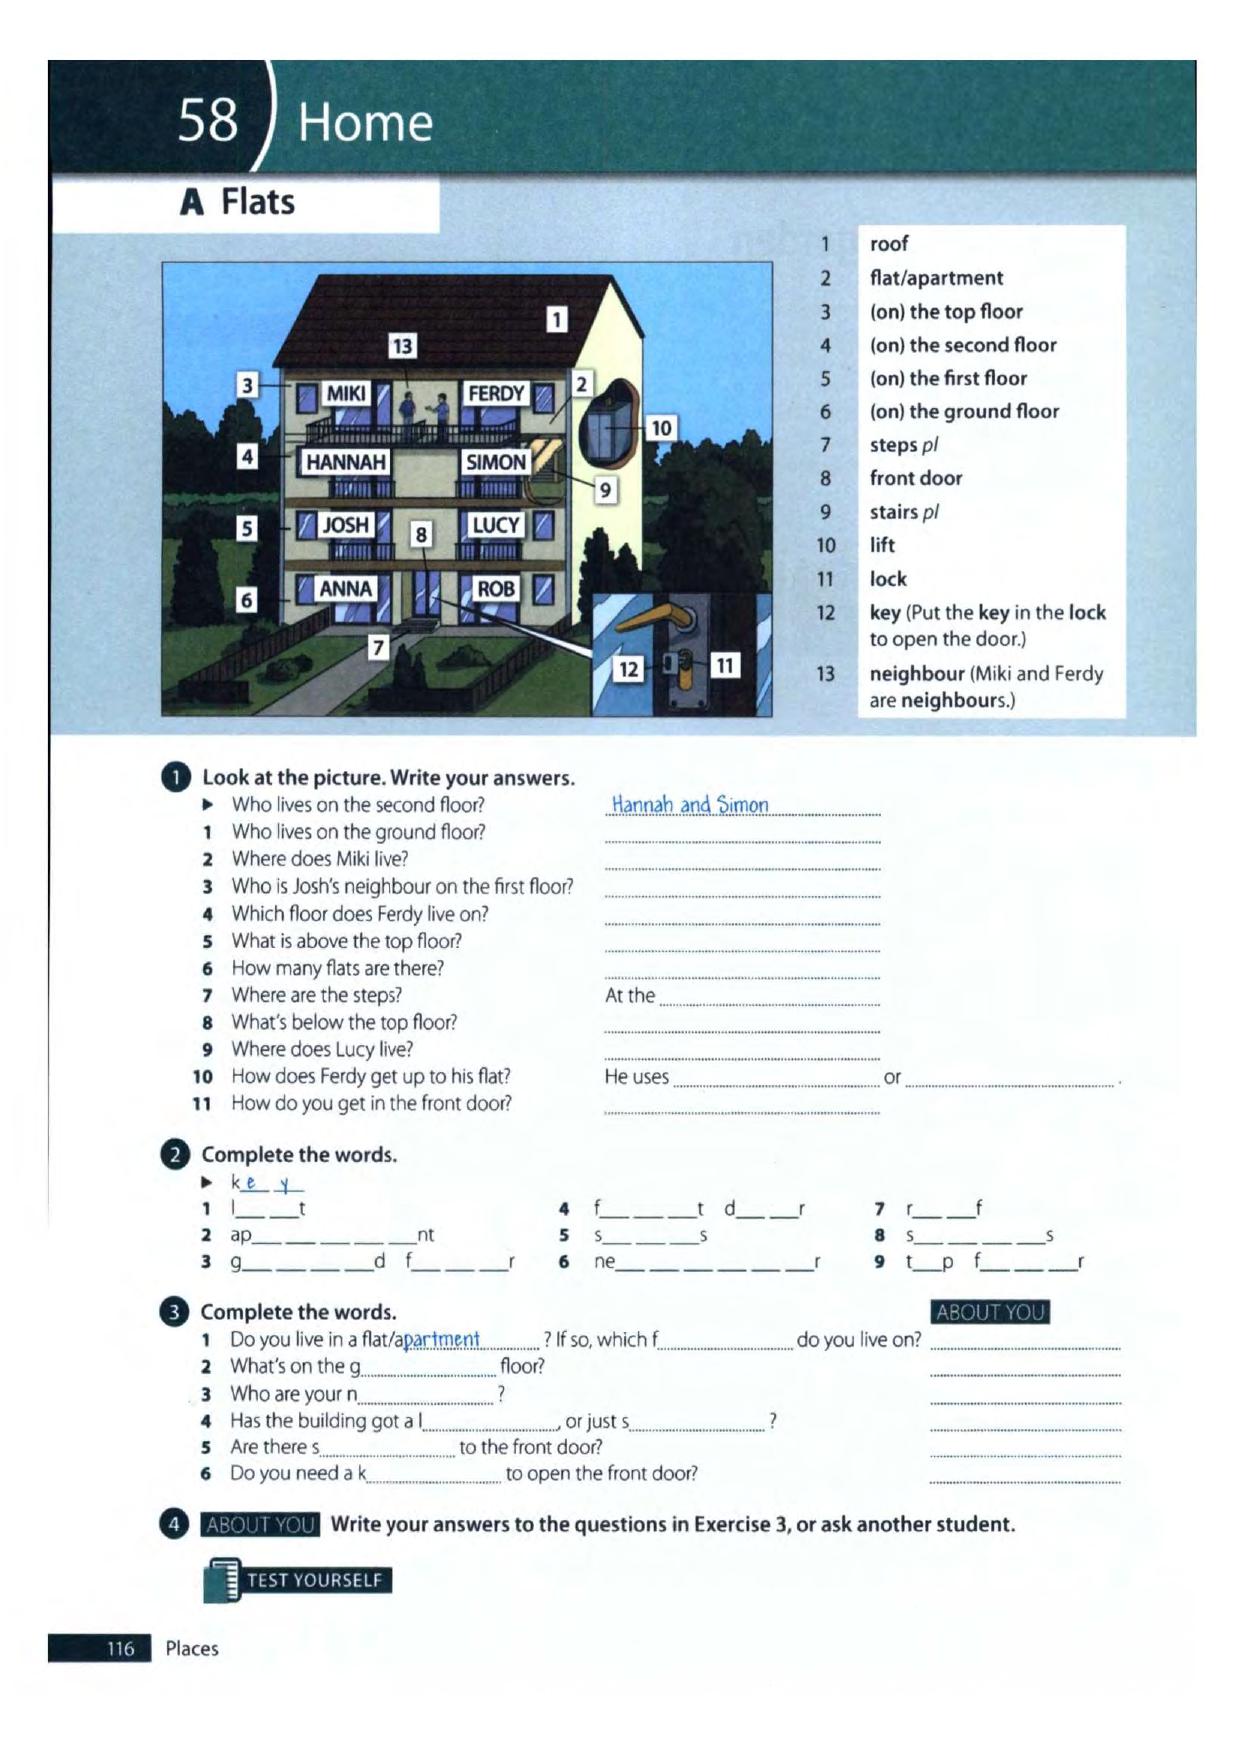 58 Home
A Flats
1 roof
2 flat/apartment
3 (on) the top floor
4 (on) the second floor
5 (on) the first floor
6 (on) the ground floor
7 steps pl
8 front door
9 stairs pl
10 lift
11 lock
12 key (Put the key in the lock
to open the door.)
13 neighbour (Miki and Ferdy
are neighbours.)
1
13
3 MIKI FERDY 2
10
4 HANNAH SIMON
9
5 JOSH 8 LUCY
6 ANNA ROB
7
12 11
1 Look at the picture. Write your answers.
▶ Who lives on the second floor? Hannah and Simon
1 Who lives on the ground floor?
2 Where does Miki live?
3 Who is Josh's neighbour on the first floor?
4 Which floor does Ferdy live on?
5 What is above the top floor?
6 How many flats are there?
7 Where are the steps? At the
8 What's below the top floor?
9 Where does Lucy live?
10 How does Ferdy get up to his flat? He uses ........ or ........ .
11 How do you get in the front door?
2 Complete the words.
▶ k e y
1 l__ __t 4 f__ __ __t d__ __r 7 r__ __f
2 ap__ __ __ __ __nt 5 s__ __ __s 8 s__ __ __ __s
3 g__ __ __ __d f__ __ __r 6 ne__ __ __ __ __ __r 9 t__p f__ __ __r
3 Complete the words. ABOUT YOU
1 Do you live in a flat/apartment ? If so, which f........ do you live on?
2 What's on the g........ floor?
3 Who are your n........ ?
4 Has the building got a l........, or just s........ ?
5 Are there s........ to the front door?
6 Do you need a k........ to open the front door?
4 ABOUT YOU Write your answers to the questions in Exercise 3, or ask another student.
TEST YOURSELF
116 Places